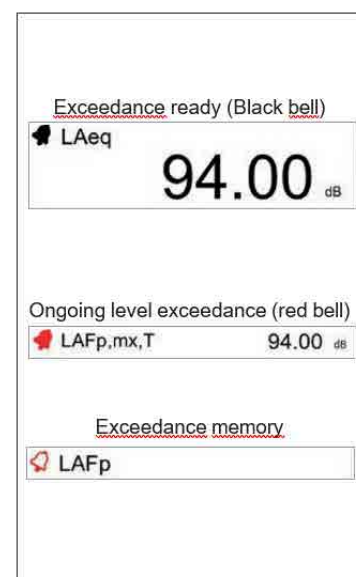 Exceedance ready (Black bell)
LAeq
94.00 dB
Ongoing level exceedance (red bell)
LAFp,mx,T 94.00 dB
Exceedance memory
LAFp